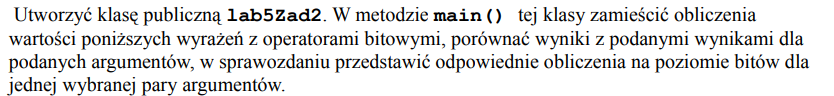 Utworzyć klasę publiczną lab5Zad2. W metodzie main() tej klasy zamieścić obliczenia
wartości poniższych wyrażeń z operatorami bitowymi, porównać wyniki z podanymi wynikami dla
podanych argumentów, w sprawozdaniu przedstawić odpowiednie obliczenia na poziomie bitów dla
jednej wybranej pary argumentów.